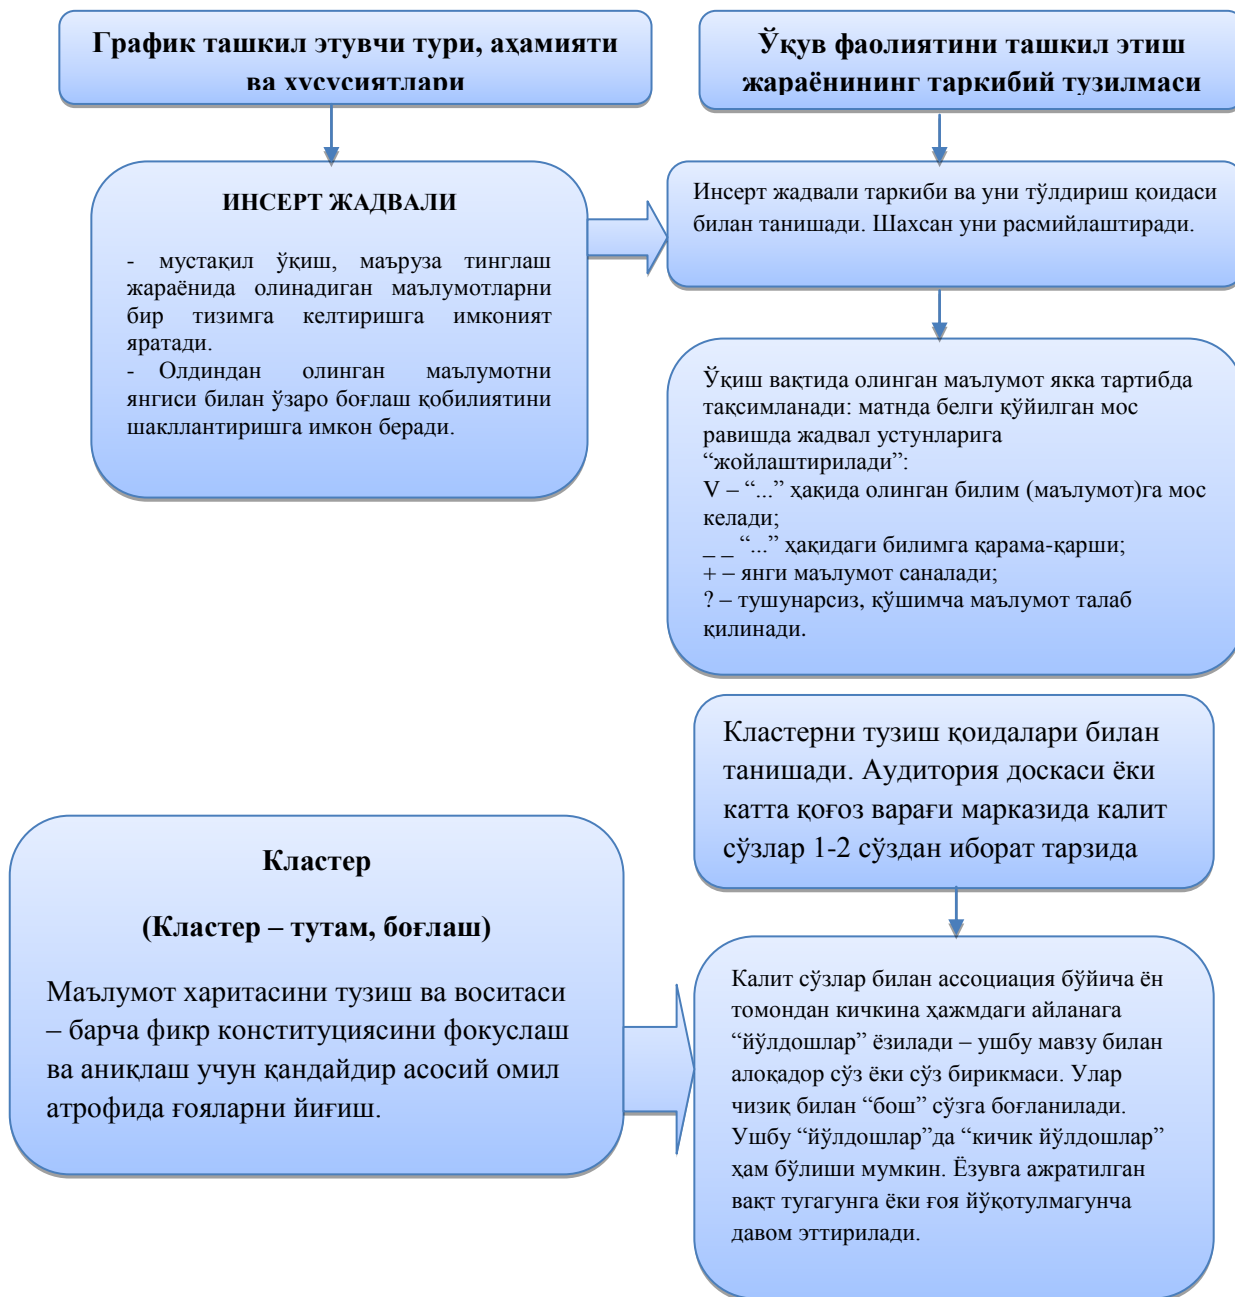 График ташкил этувчи тури, аҳамияти
ва хусусиятлари
Ўқув фаолиятини ташкил этиш
жараёнининг таркибий тузилмаси
ИНСЕРТ ЖАДВАЛИ
- мустақил ўқиш, маъруза тинглаш
жараёнида олинадиган маълумотларни
бир тизимга келтиришга имконият
яратади.
- Олдиндан олинган маълумотни
янгиси билан ўзаро боғлаш қобилиятини
шакллантиришга имкон беради.
Инсерт жадвали таркиби ва уни тўлдириш қоидаси
билан танишади. Шахсан уни расмийлаштиради.
Ўқиш вақтида олинган маълумот якка тартибда
тақсимланади: матнда белги қўйилган мос
равишда жадвал устунларига
“жойлаштирилади”:
V – “...” ҳақида олинган билим (маълумот)га мос
келади;
_ _ “...” ҳақидаги билимга қарама-қарши;
+ – янги маълумот саналади;
? – тушунарсиз, қўшимча маълумот талаб
қилинади.
Кластерни тузиш қоидалари билан
танишади. Аудитория доскаси ёки
катта қоғоз варағи марказида калит
сўзлар 1-2 сўздан иборат тарзида
Кластер
(Кластер – тутам, боғлаш)
Маълумот харитасини тузиш ва воситаси
– барча фикр конституциясини фокуслаш
ва аниқлаш учун қандайдир асосий омил
атрофида ғояларни йиғиш.
Калит сўзлар билан ассоциация бўйича ён
томондан кичкина ҳажмдаги айланага
“йўлдошлар” ёзилади – ушбу мавзу билан
алоқадор сўз ёки сўз бирикмаси. Улар
чизиқ билан “бош” сўзга боғланилади.
Ушбу “йўлдошлар”да “кичик йўлдошлар”
ҳам бўлиши мумкин. Ёзувга ажратилган
вақт тугагунга ёки ғоя йўқотулмагунча
давом эттирилади.